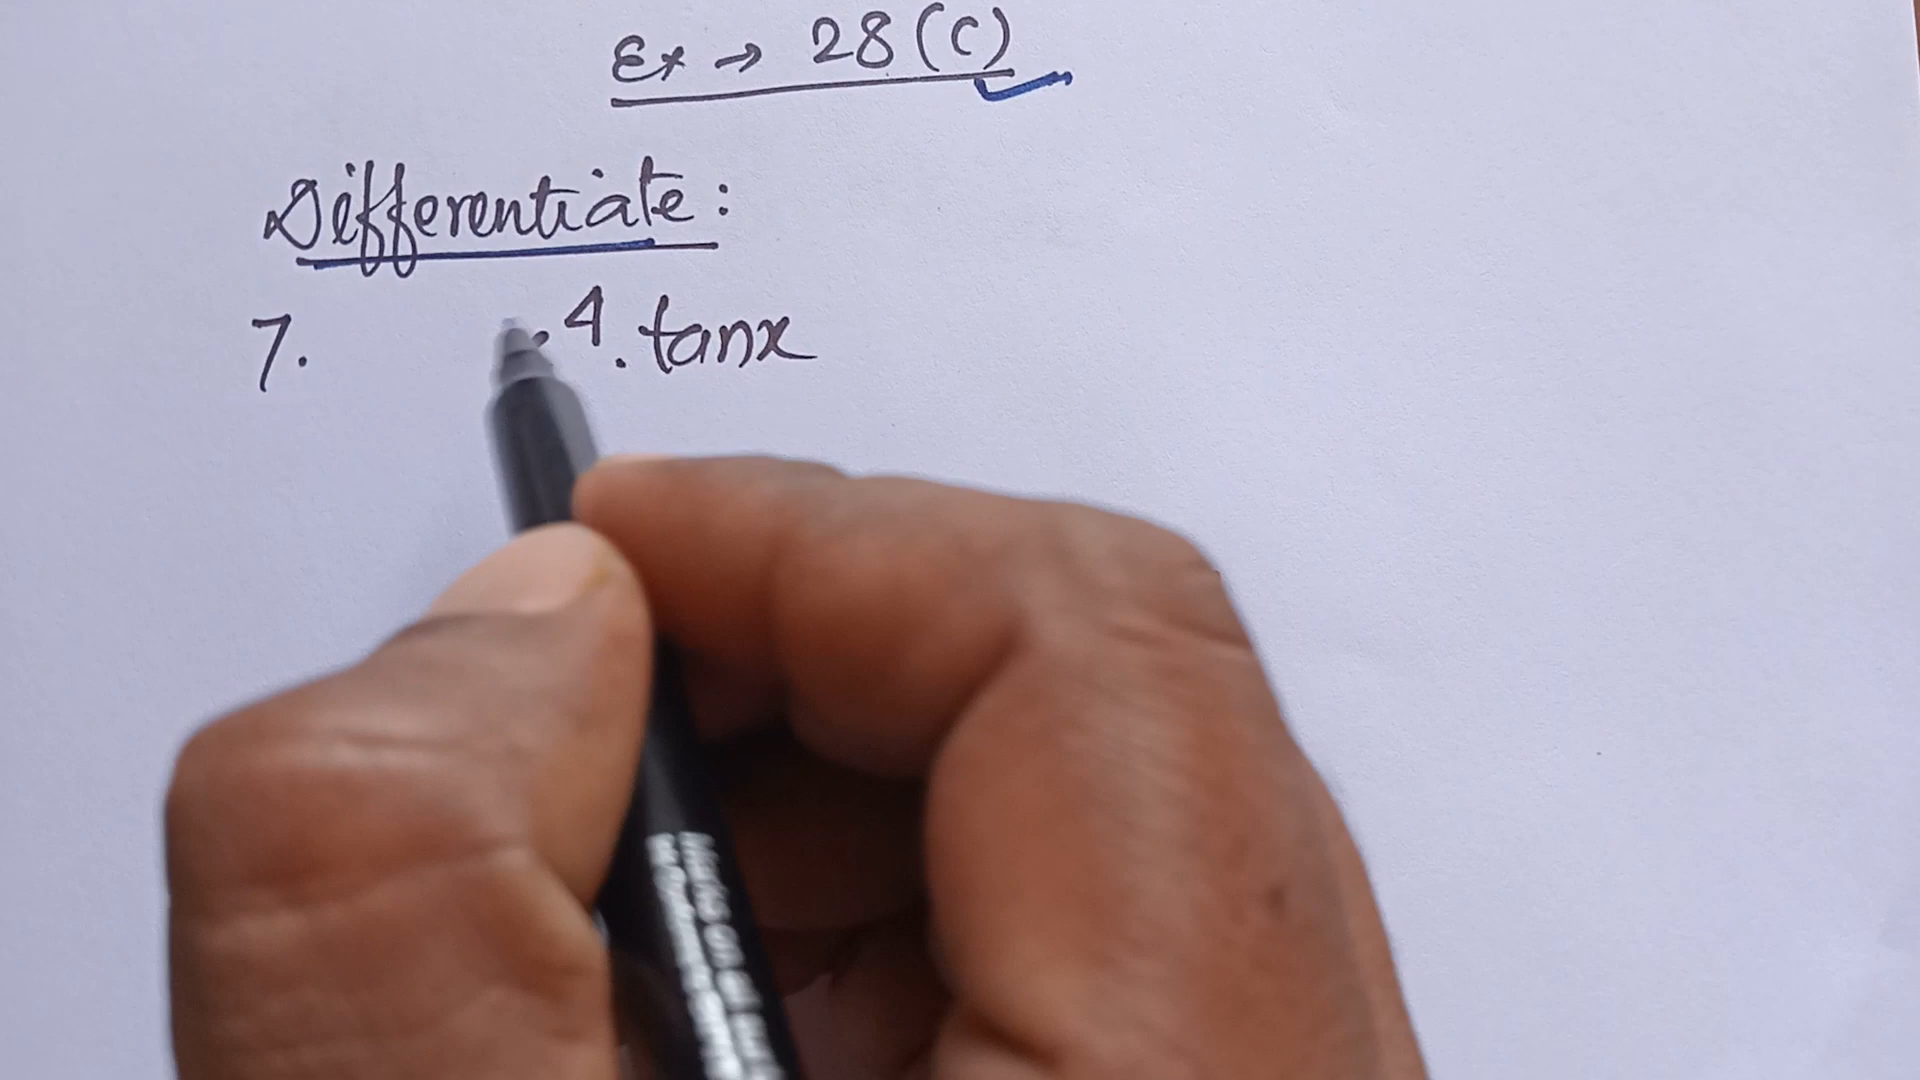 Ex → 28 (C)
Differentiate :
7. ⁴. tanx